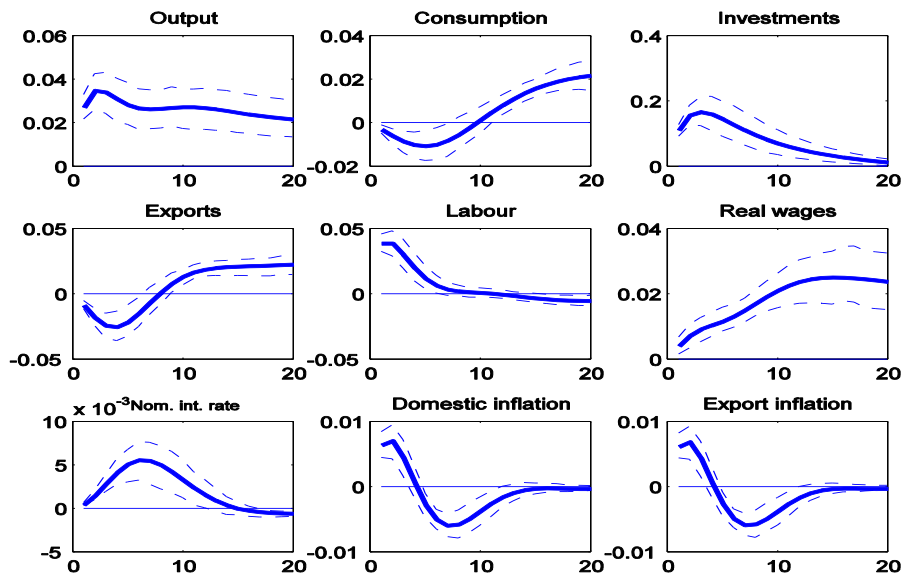 Output
0.06
0.04
0.02
0
0 10 20
Consumption
0.04
0.02
0
-0.02
0 10 20
Investments
0.4
0.2
0
0 10 20
Exports
0.05
0
-0.05
0 10 20
Labour
0.05
0
-0.05
0 10 20
Real wages
0.04
0.02
0
0 10 20
x 10⁻³ Nom. int. rate
10
5
0
-5
0 10 20
Domestic inflation
0.01
0
-0.01
0 10 20
Export inflation
0.01
0
-0.01
0 10 20